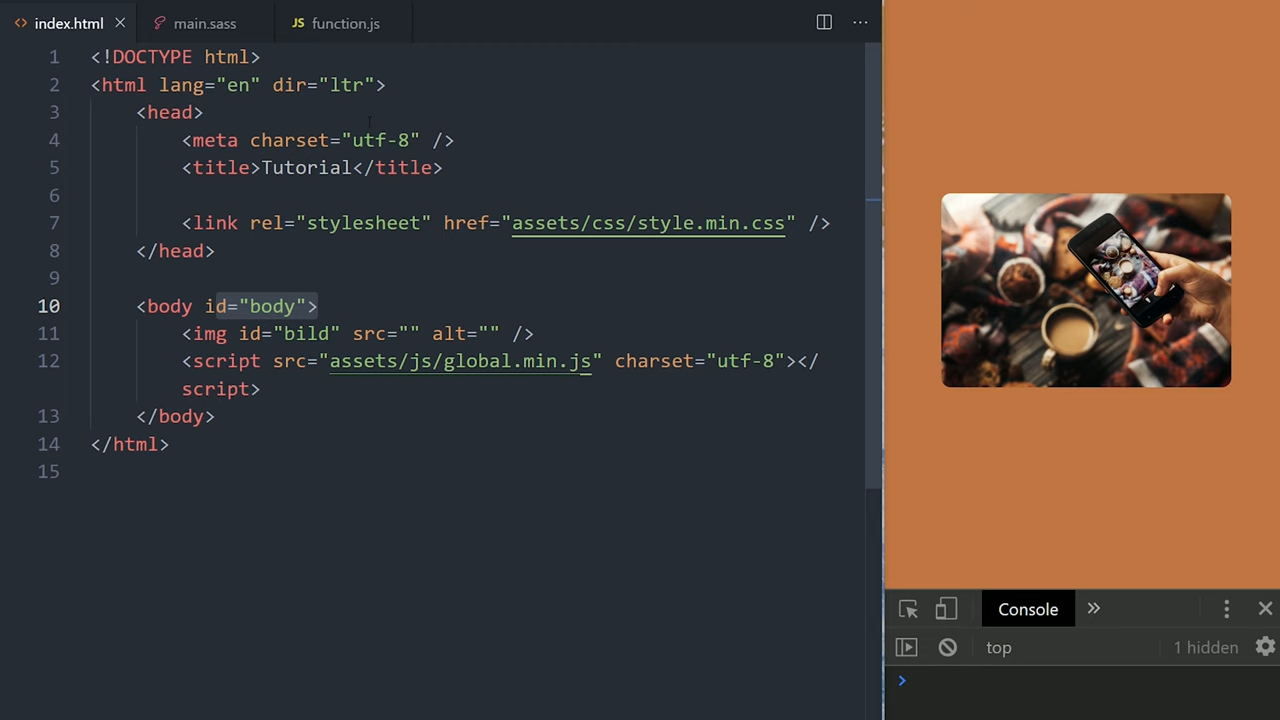 index.html
main.sass
JS function.js
1 <!DOCTYPE html>
2 <html lang="en" dir="ltr">
3 <head>
4 <meta charset="utf-8" />
5 <title>Tutorial</title>
6
7 <link rel="stylesheet" href="assets/css/style.min.css" />
8 </head>
9
10 <body id="body">
11 <img id="bild" src="" alt="" />
12 <script src="assets/js/global.min.js" charset="utf-8"></
script>
13 </body>
14 </html>
15
Console
top 1 hidden